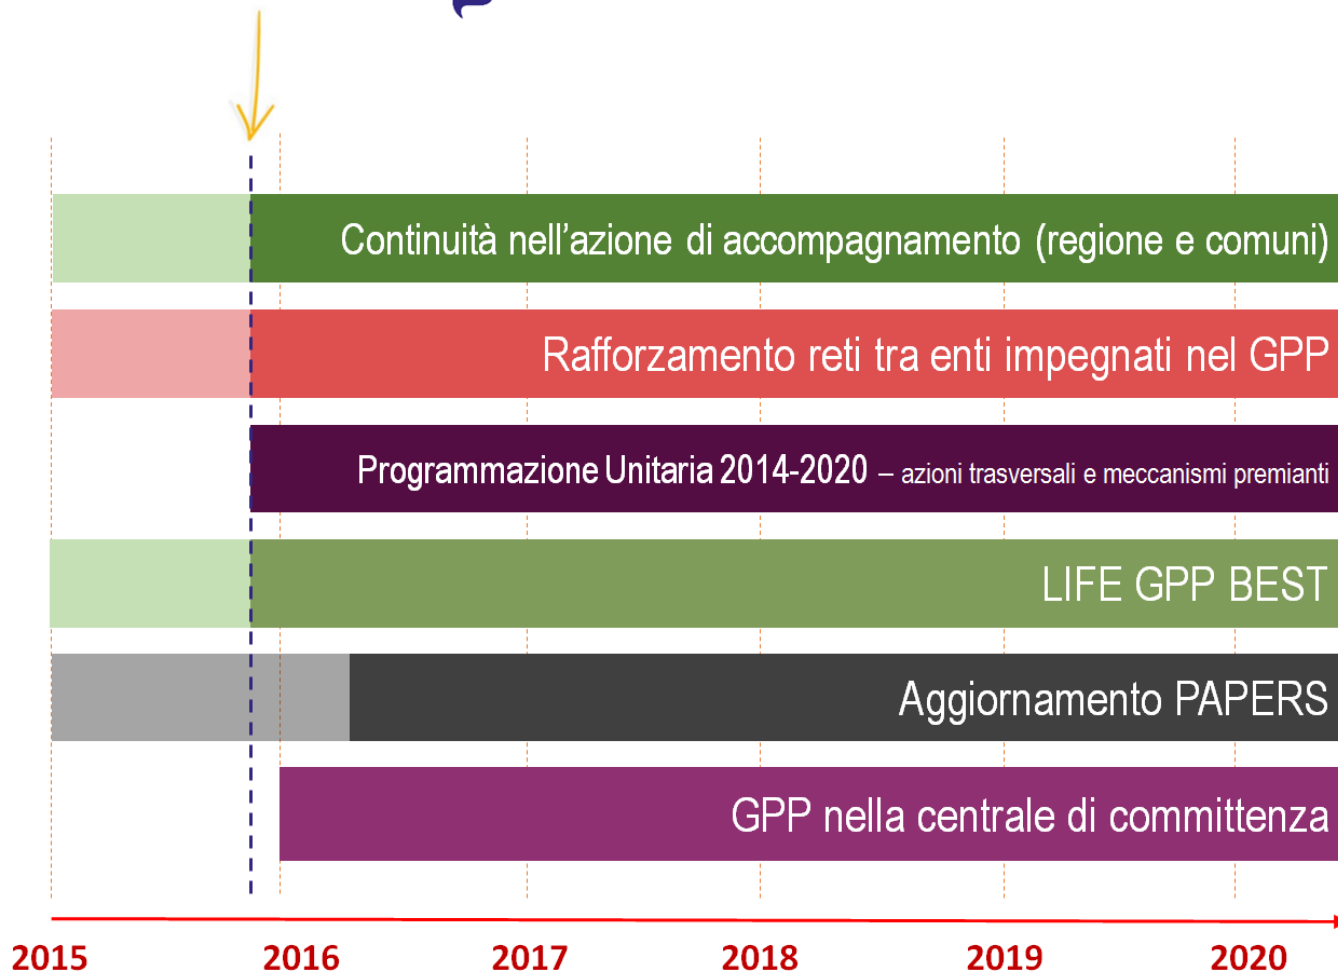 Continuità nell’azione di accompagnamento (regione e comuni)
Rafforzamento reti tra enti impegnati nel GPP
Programmazione Unitaria 2014-2020 – azioni trasversali e meccanismi premianti
LIFE GPP BEST
Aggiornamento PAPERS
GPP nella centrale di committenza
2015 2016 2017 2018 2019 2020